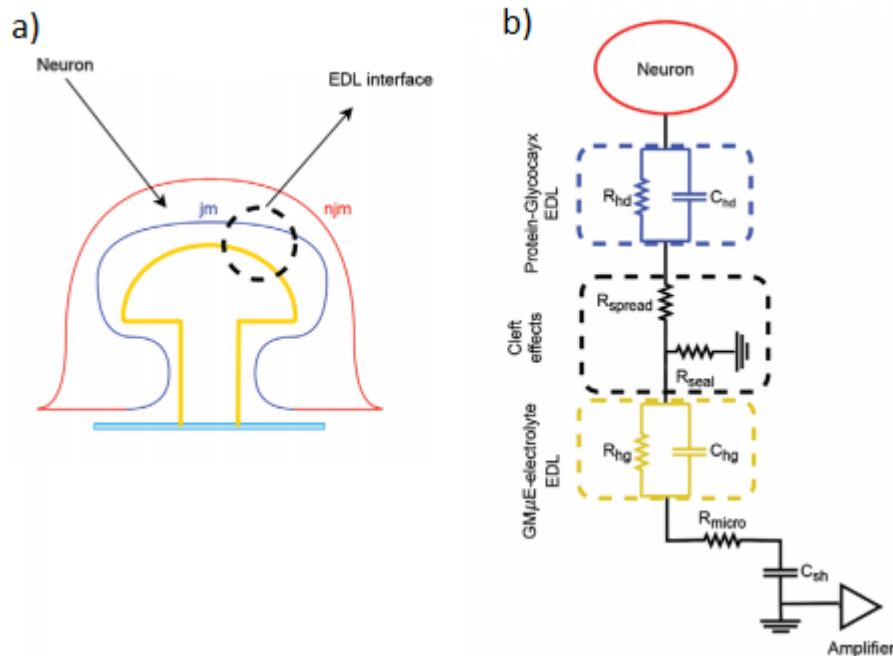 a)
Neuron
EDL interface
jm
njm
b)
Neuron
Protein-Glycocayx
EDL
Rhd
Chd
Cleft
effects
Rspread
Rseal
GMµE-electrolyte
EDL
Rhg
Chg
Rmicro
Csh
Amplifier